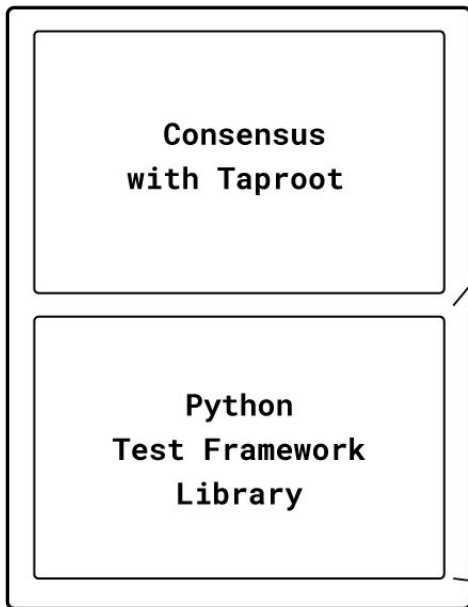 Consensus
with Taproot
Python
Test Framework
Library